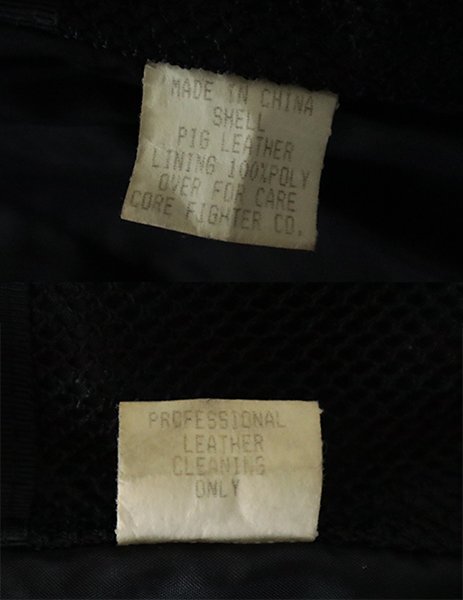 MADE IN CHINA
SHELL
PIG LEATHER
LINING 100%POLY
OVER FOR CARE
CORE FIGHTER CO.
PROFESSIONAL
LEATHER
CLEANING
ONLY